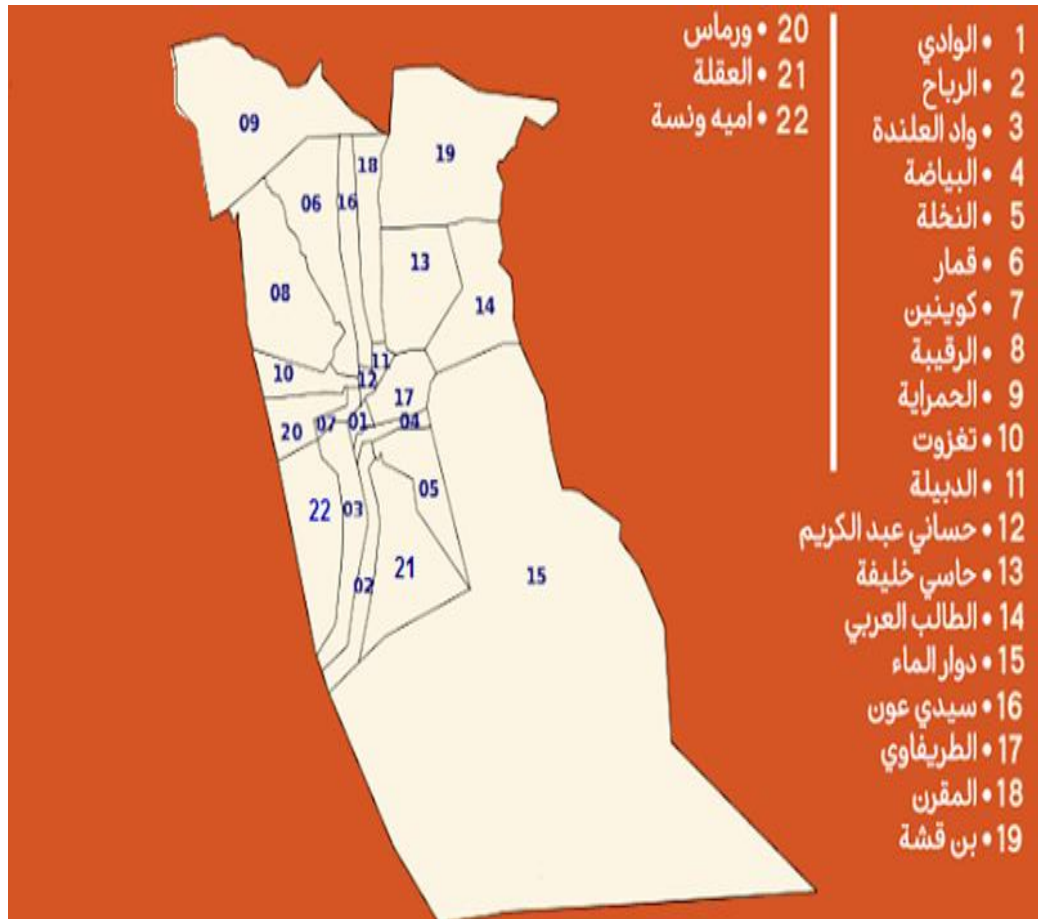 1 • الوادي
2 • الرباح
3 • واد العلندة
4 • البياضة
5 • النخلة
6 • قمار
7 • كوينين
8 • الرقيبة
9 • الحمراية
10 • تغزوت
11 • الدبيلة
12 • حساني عبد الكريم
13 • حاسي خليفة
14 • الطالب العربي
15 • دوار الماء
16 • سيدي عون
17 • الطريفاوي
18 • المقرن
19 • بن قشة
20 • ورماس
21 • العقلة
22 • اميه ونسة
09
19
18
06
16
13
08
14
11
10
12
17
20
07
01
04
05
22
03
21
02
15